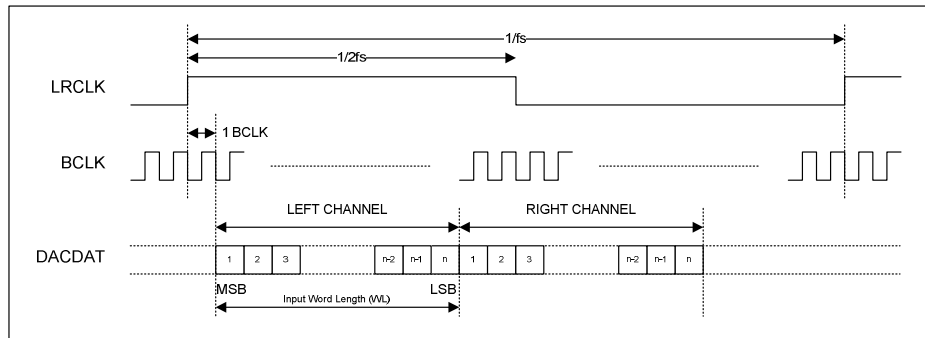 1/fs
1/2fs
LRCLK
1 BCLK
BCLK
LEFT CHANNEL RIGHT CHANNEL
DACDAT
1 2 3 n-2 n-1 n 1 2 3 n-2 n-1 n
MSB LSB
Input Word Length (WL)